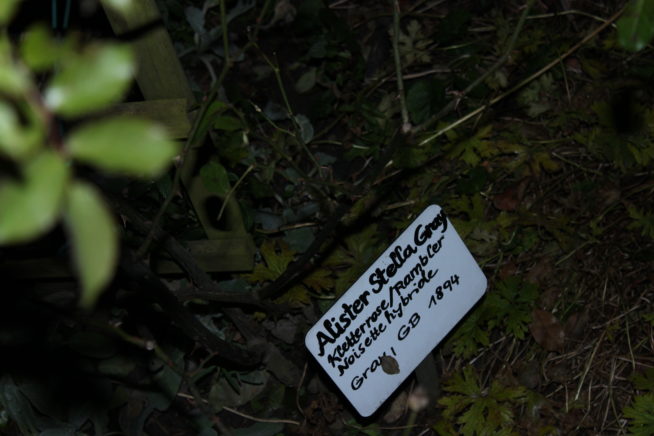 Alister Stella Gray
Kletterrose/Rambler
Noisette hybride
Gray / GB 1894